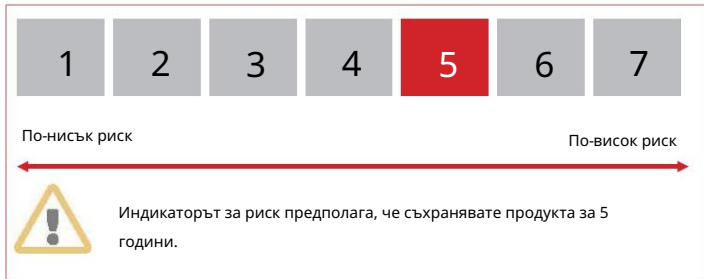 1 2 3 4 5 6 7
По-нисък риск По-висок риск
Индикаторът за риск предполага, че съхранявате продукта за 5
години.